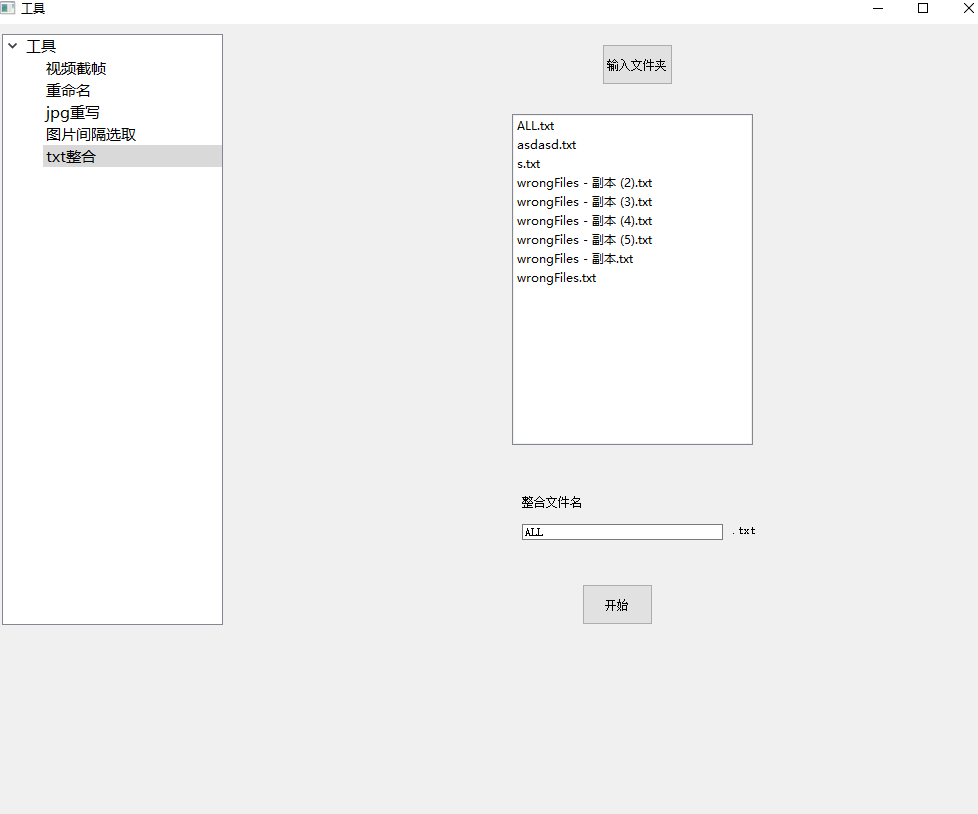 工具
工具
视频截帧
重命名
jpg重写
图片间隔选取
txt整合
输入文件夹
ALL.txt
asdasd.txt
s.txt
wrongFiles - 副本 (2).txt
wrongFiles - 副本 (3).txt
wrongFiles - 副本 (4).txt
wrongFiles - 副本 (5).txt
wrongFiles - 副本.txt
wrongFiles.txt
整合文件名
ALL .txt
开始